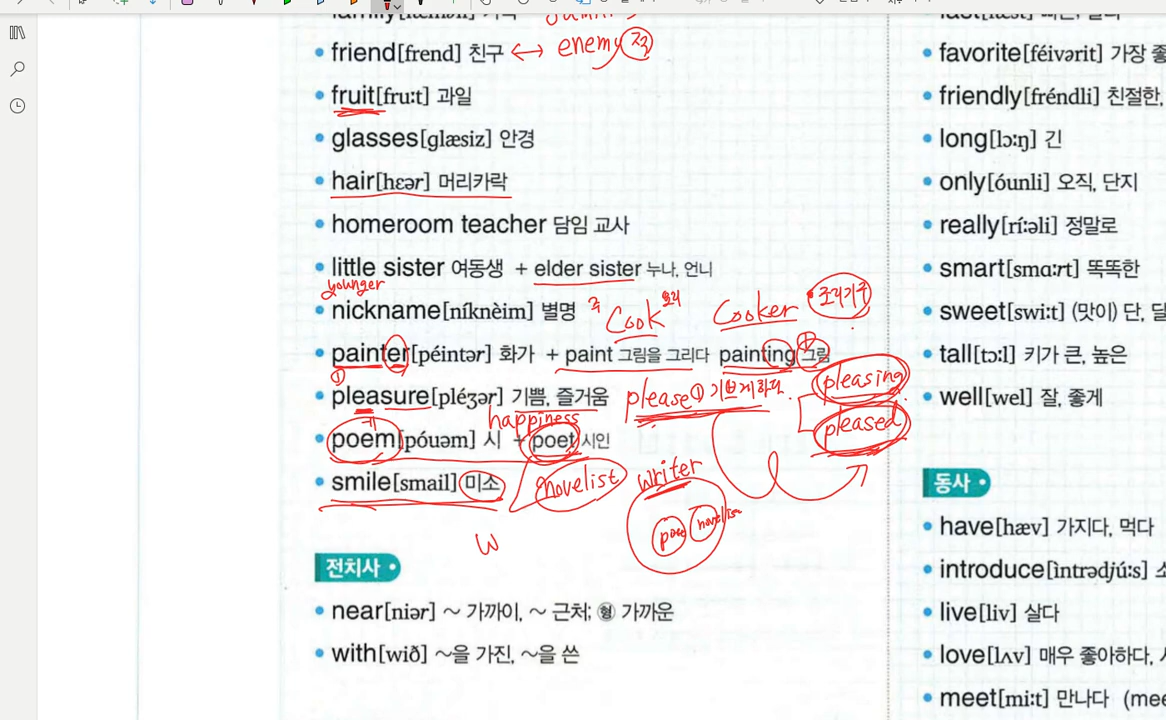 friend[frend] 친구 ↔ enemy 적
fruit[fruːt] 과일
glasses[glæsiz] 안경
hair[hɛər] 머리카락
homeroom teacher 담임 교사
little sister 여동생 + elder sister 누나, 언니
younger
nickname[níknèim] 별명
Cook 요리
Cooker 조리기구
painter[péintər] 화가 + paint 그림을 그리다 painting 그림
pleasure[pléʒər] 기쁨, 즐거움 please ① 기쁘게 하다.
pleasing
pleased
happiness
poem[póuəm] 시 + poet 시인
smile[smail] 미소
novelist
writer
poet
novelist
W
전치사
near[niər] ~ 가까이, ~ 근처; 형 가까운
with[wið] ~을 가진, ~을 쓴
favorite[féivərit] 가장
friendly[fréndli] 친절한,
long[lɔːŋ] 긴
only[óunli] 오직, 단지
really[ríːəli] 정말로
smart[smɑːrt] 똑똑한
sweet[swiːt] (맛이) 단,
tall[tɔːl] 키가 큰, 높은
well[wel] 잘, 좋게
동사
have[hæv] 가지다, 먹다
introduce[ìntrədjúːs]
live[liv] 살다
love[lʌv] 매우 좋아하다,
meet[miːt] 만나다 (mee